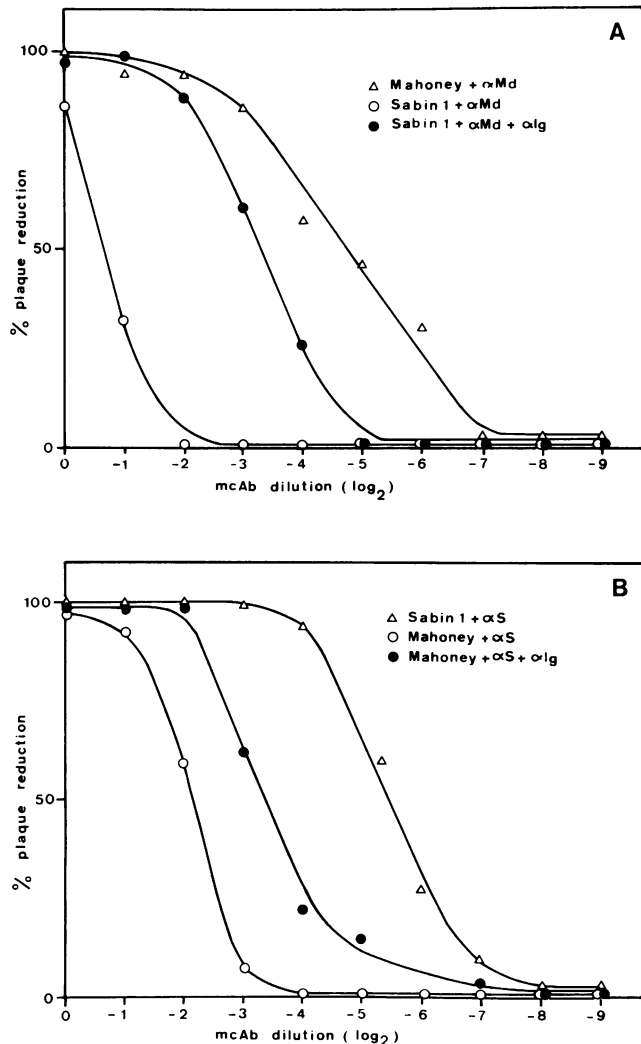 A
100
50
0
% plaque reduction
△ Mahoney + αMd
○ Sabin 1 + αMd
● Sabin 1 + αMd + αIg
0 -1 -2 -3 -4 -5 -6 -7 -8 -9
mcAb dilution (log2)
B
100
50
0
% plaque reduction
△ Sabin 1 + αS
○ Mahoney + αS
● Mahoney + αS + αIg
0 -1 -2 -3 -4 -5 -6 -7 -8 -9
mcAb dilution (log2)